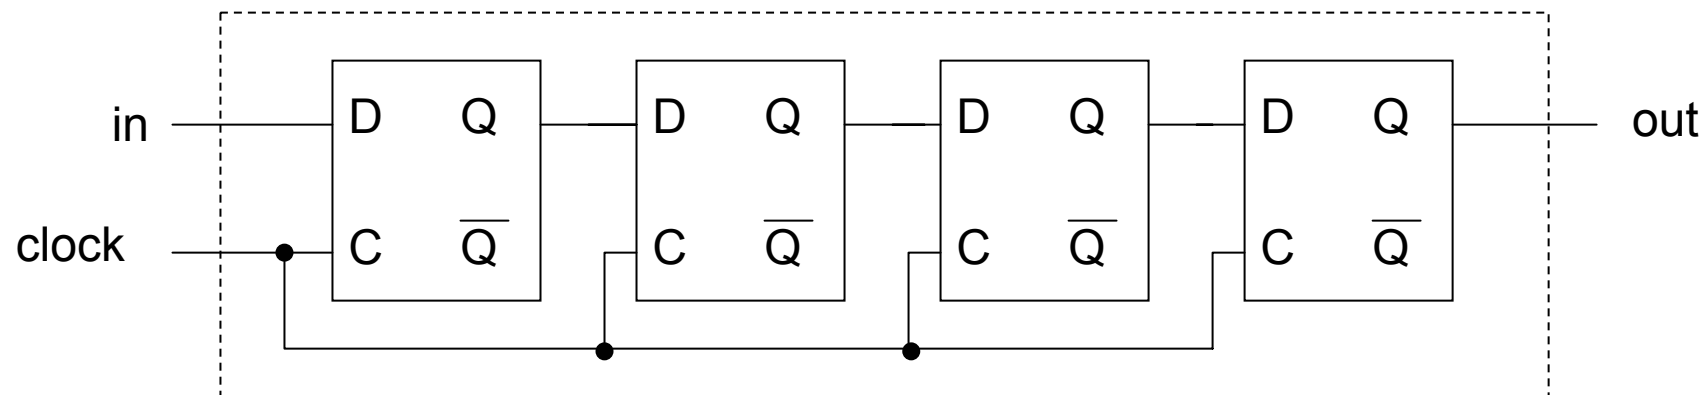 in D Q D Q D Q D Q out
clock C Q̅ C Q̅ C Q̅ C Q̅